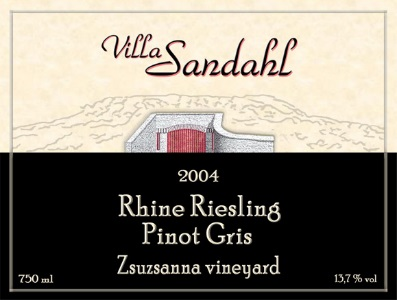 Villa Sandahl
2004
Rhine Riesling
Pinot Gris
Zsuzsanna vineyard
750 ml
13,7 % vol